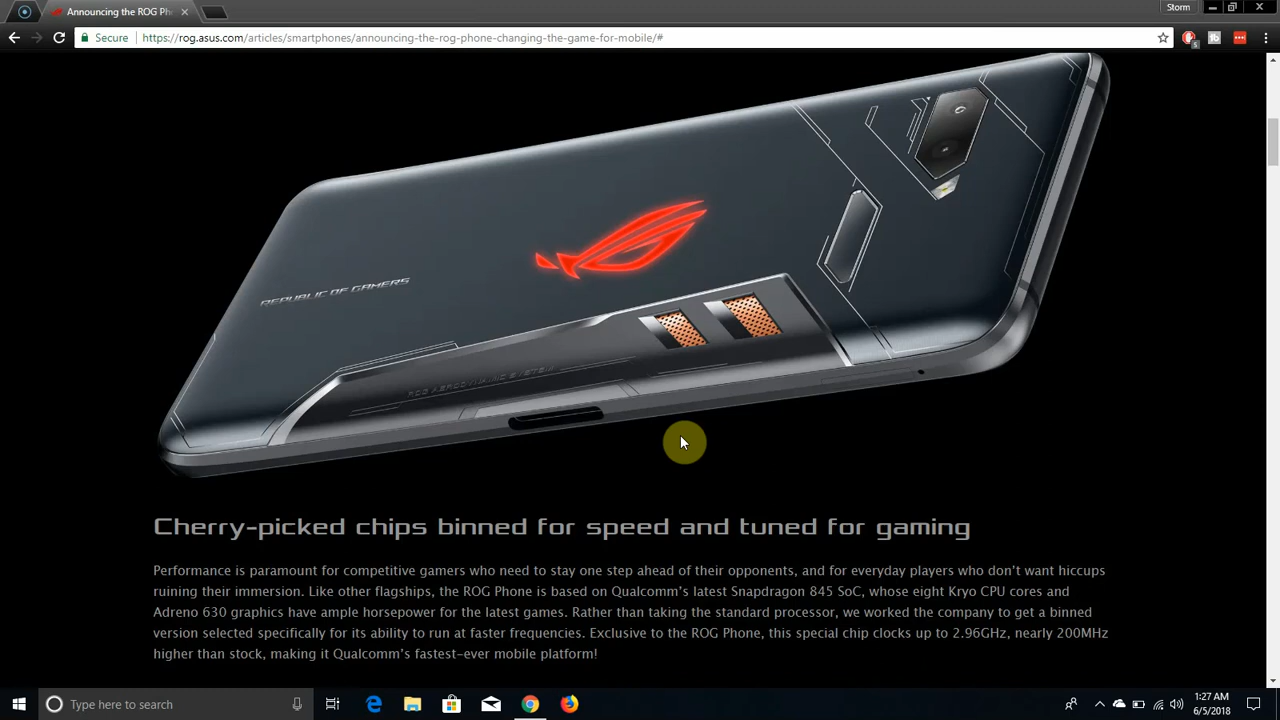 Announcing the ROG Ph
Storm
Secure
https://rog.asus.com/articles/smartphones/announcing-the-rog-phone-changing-the-game-for-mobile/#
REPUBLIC OF GAMERS
ROG AERODYNAMIC SYSTEM
Cherry-picked chips binned for speed and tuned for gaming
Performance is paramount for competitive gamers who need to stay one step ahead of their opponents, and for everyday players who don’t want hiccups
ruining their immersion. Like other flagships, the ROG Phone is based on Qualcomm’s latest Snapdragon 845 SoC, whose eight Kryo CPU cores and
Adreno 630 graphics have ample horsepower for the latest games. Rather than taking the standard processor, we worked the company to get a binned
version selected specifically for its ability to run at faster frequencies. Exclusive to the ROG Phone, this special chip clocks up to 2.96GHz, nearly 200MHz
higher than stock, making it Qualcomm’s fastest-ever mobile platform!
Type here to search
1:27 AM
6/5/2018